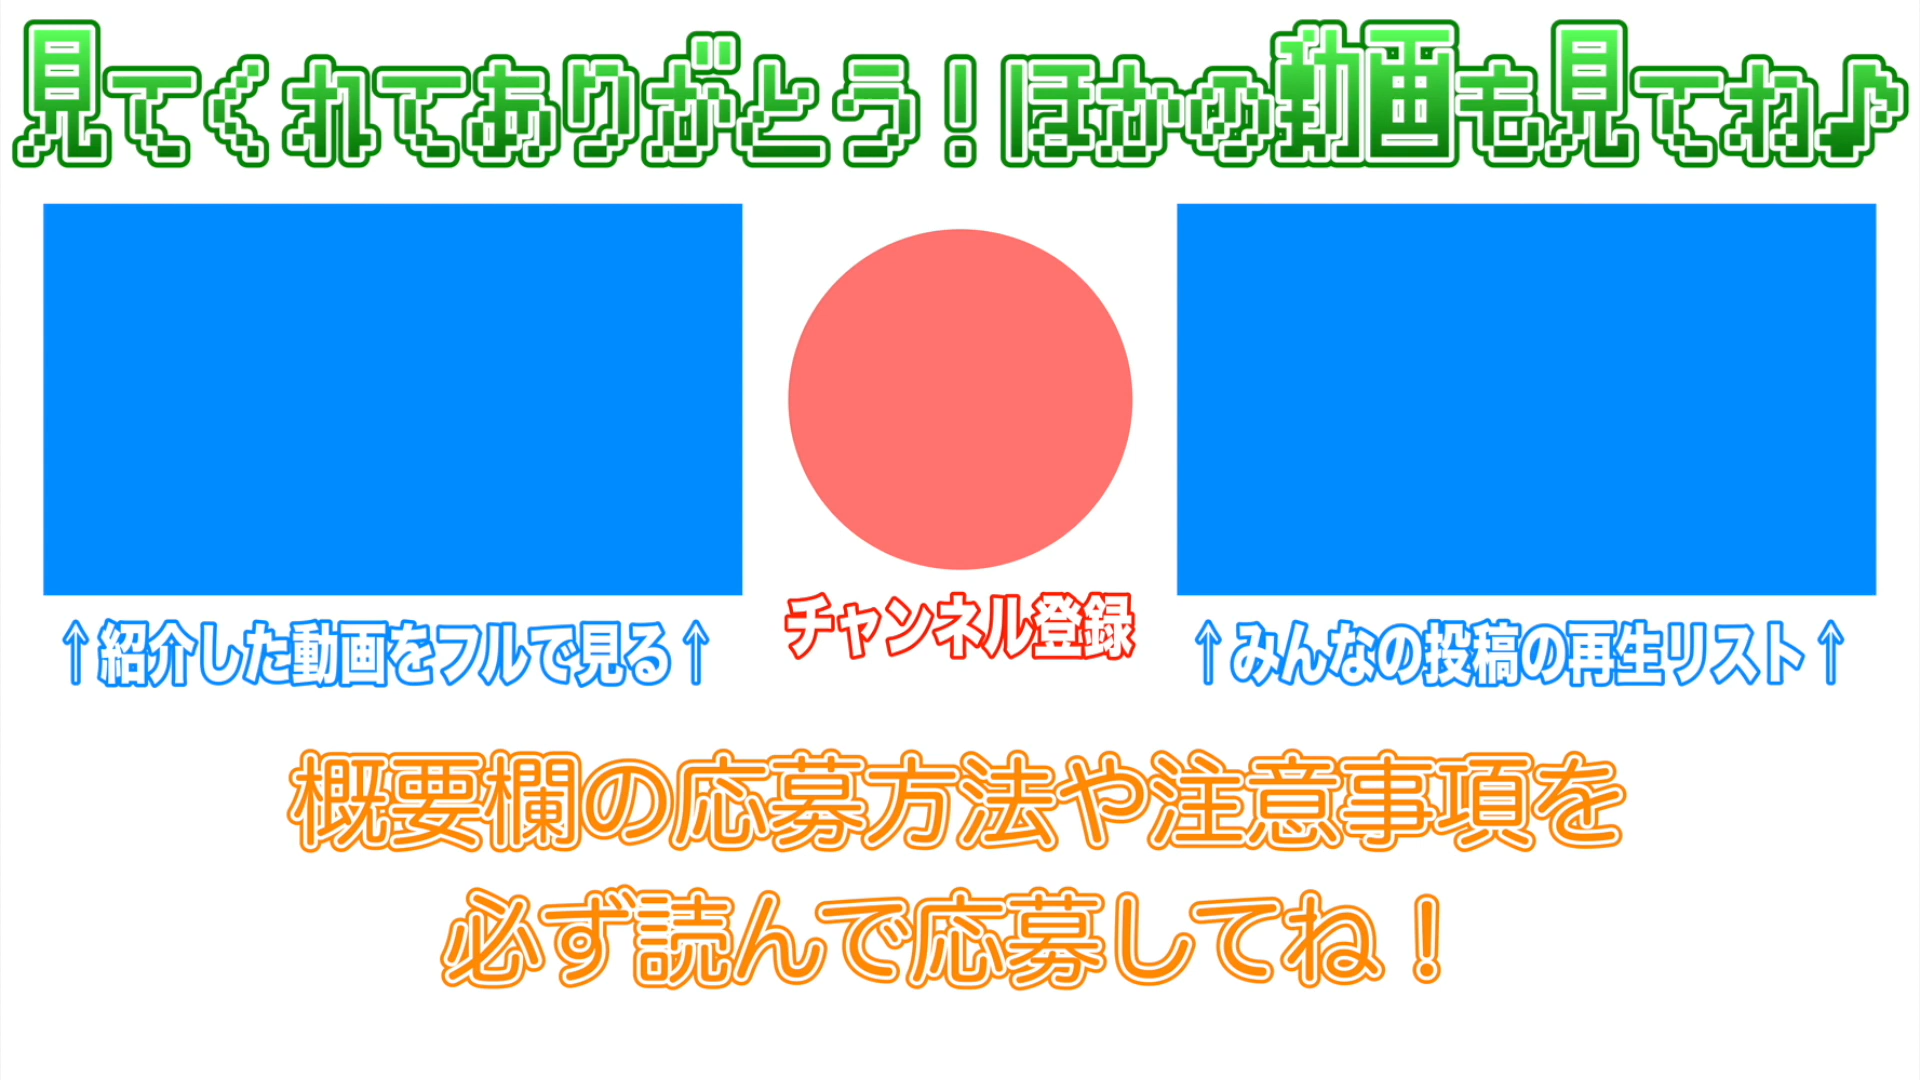 見てくれてありがとう！ほかの動画も見てね♪
チャンネル登録
↑紹介した動画をフルで見る↑
↑みんなの投稿の再生リスト↑
概要欄の応募方法や注意事項を
必ず読んで応募してね！